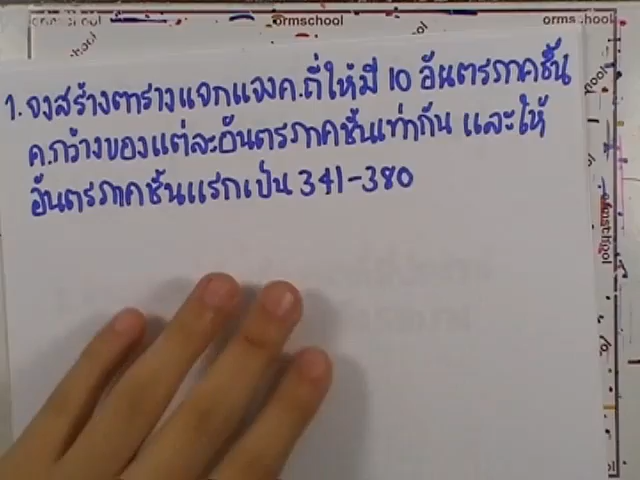 ormschool
ormschool
1. จงสร้างตารางแจกแจงค.ถี่ให้มี 10 อันตรภาคชั้น
ค.กว้างของแต่ละอันตรภาคชั้นเท่ากัน และให้
อันตรภาคชั้นแรกเป็น 341-380
ormschool